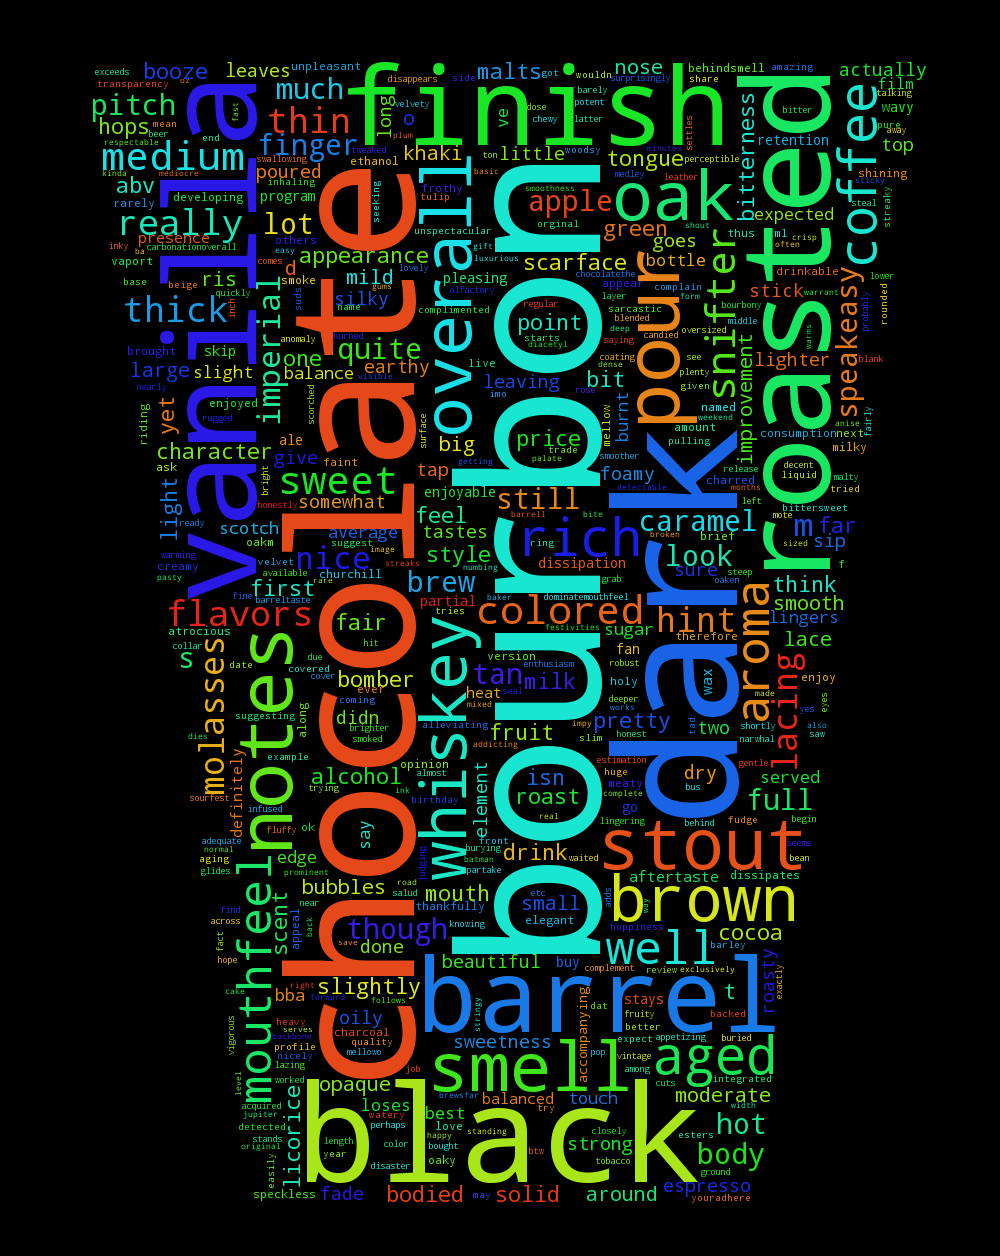 exceeds
booze
leaves
unpleasant
disappears
side
malts
got
wouldn
surprisingly
nose
behindsmell
amazing
actually
transparency
oz
much
finish
barely
share
talking
film
pitch
fast
thin
long
velvety
ve
dose
potent
bitter
coffee
wavy
hops
mean
o
chewy
latter
bitterness
pure
beer
respectable
end
finger
plum
woodsy
settles
retention
away
top
medium
tweaked
khaki
ton
little
minutes
tongue
perceptible
kinda
mediocre
swallowing
ethanol
frothy
basic
medley
leather
crisp
shining
abv
poured
inhaling
tulip
smoothness
oak
sticky
rarely
developing
program
seeking
overall
orginal
apple
shout
steal
streaky
really
lot
others
unspectacular
gift
green
expected
inky
presence
carbonationoverall
easy
appearance
luxurious
goes
thus
ml
often
vanilla
ba
comes
lovely
pleasing
scarface
bottle
drinkable
vaport
ris
d
smoke
mild
olfactory
chocolatethe
appear
complain
lower
base
beige
quickly
suds
silky
gums
complimented
regular
layer
sarcastic
form
snifter
stick
warrant
rounded
thick
inch
name
point
deep
blended
candied
oversized
bourbony
probably
imperial
anomaly
burned
starts
diacetyl
saying
pour
middle
warms
brought
skip
one
quite
live
coating
dense
see
lighter
blank
large
slight
balance
visible
earthy
imo
leaving
bit
plenty
given
speakeasy
nearly
yet
enjoyed
scorched
rose
mellow
burnt
named
weekend
improvement
anise
fairly
riding
rugged
surface
big
price
trade
palate
smoother
amount
pulling
consumption
next
milky
character
ale
give
faint
getting
foamy
release
decent
liquid
malty
ask
past
bright
sweet
tap
detectable
charred
months
tried
light
honestly
somewhat
enjoyable
still
left
bittersweet
ready
scotch
average
feel
barrell
bite
caramel
mote
m
far
oakm
suggest
image
tastes
ring
rich
broken
brief
sized
sip
warming
creamy
velvet
nice
streaks
style
dissipation
look
f
pasty
available
churchill
numbing
grab
sure
steep
oaken
think
fine
first
rare
brew
baker
dominatemouthfeel
smooth
barreltaste
partial
flavors
fair
tries
colored
hint
aroma
lingers
atrocious
hit
festivities
sugar
therefore
lace
collar
notes
whiskey
version
enthusiasm
fan
robust
lacing
s
date
due
covered
cover
bomber
tan
milk
holy
wax
made
enjoy
molasses
ever
heat
seal
deeper
yes
eyes
suggesting
coming
mixed
works
along
didn
alleviating
fruit
impy
pretty
tad
two
shortly
also
dies
brighter
smoked
addicting
slim
honest
narwhal
saw
definitely
example
opinion
estimation
dark
gentle
trying
alcohol
almost
isn
huge
meaty
dry
served
sourfest
infused
ink
birthday
element
roast
complete
bus
full
fluffy
ok
say
real
go
lingering
behind
fudge
begin
adequate
normal
front
stout
seems
aging
edge
burying
drink
waited
bean
glides
prominent
judging
batman
partake
aftertaste
dissipates
bubbles
road
mouth
etc
adds
way
brown
near
salud
thankfully
small
find
scent
appeal
back
though
knowing
elegant
hoppiness
cocoa
across
fact
hope
save
done
well
barley
beautiful
buy
complement
review
exclusively
roasty
exactly
cake
right
slightly
stringy
barrel
accompanying
dat
stays
t
bba
forward
follows
fruity
backed
vigorous
heavy
serves
oily
better
backbone
charcoal
quality
sweetness
expect
appetizing
buried
mouthfeel
profile
nicely
mellowo
pop
vintage
aged
lazing
job
smell
among
level
worked
opaque
cuts
integrated
acquired
jupiter
licorice
loses
brewsfar
balanced
touch
moderate
detected
watery
perhaps
best
try
width
stands
love
happy
standing
closely
esters
hot
original
length
color
bought
strong
easily
year
oaky
btw
tobacco
body
chocolate
bourbon
black
roasted
disaster
ground
speckless
fade
bodied
may
solid
around
espresso
youradhere